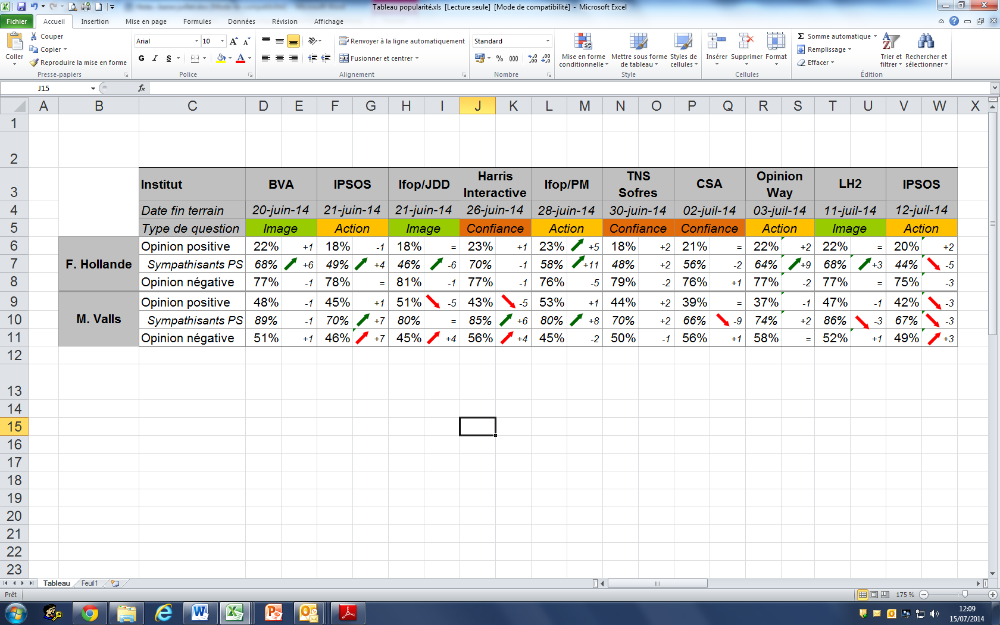 Tableau popularité.xls [Lecture seule] [Mode de compatibilité] - Microsoft Excel
Fichier Accueil Insertion Mise en page Formules Données Révision Affichage
Coller
Couper
Copier
Reproduire la mise en forme
Presse-papiers
Arial 10
G I S
Police
Renvoyer à la ligne automatiquement
Fusionner et centrer
Alignement
Standard
% 000
Nombre
Mise en forme conditionnelle
Mettre sous forme de tableau
Styles de cellules
Style
Insérer Supprimer Format
Cellules
Somme automatique
Remplissage
Effacer
Trier et filtrer
Rechercher et sélectionner
Édition
J15 fx
A B C D E F G H I J K L M N O P Q R S T U V W X
1
2
3 Institut BVA IPSOS Ifop/JDD Harris Interactive Ifop/PM TNS Sofres CSA Opinion Way LH2 IPSOS
4 Date fin terrain 20-juin-14 21-juin-14 21-juin-14 26-juin-14 28-juin-14 30-juin-14 02-juil-14 03-juil-14 11-juil-14 12-juil-14
5 Type de question Image Action Image Confiance Action Confiance Confiance Action Image Action
6 Opinion positive 22% +1 18% -1 18% = 23% +1 23% +5 18% +2 21% = 22% +2 22% = 20% +2
7 F. Hollande Sympathisants PS 68% +6 49% +4 46% -6 70% -1 58% +11 48% +2 56% -2 64% +9 68% +3 44% -5
8 Opinion négative 77% -1 78% = 81% -1 77% -1 76% -5 79% -2 76% +1 77% -2 77% = 75% -3
9 Opinion positive 48% -1 45% +1 51% -5 43% -5 53% +1 44% +2 39% = 37% -1 47% -1 42% -3
10 M. Valls Sympathisants PS 89% -1 70% +7 80% = 85% +6 80% +8 70% +2 66% -9 74% +2 86% -3 67% -3
11 Opinion négative 51% +1 46% +7 45% +4 56% +4 45% -2 50% -1 56% +1 58% = 52% +1 49% +3
12
13
14
15
16
17
18
19
20
21
22
23
Tableau Feuil1
Prêt 175 %
12:09
15/07/2014